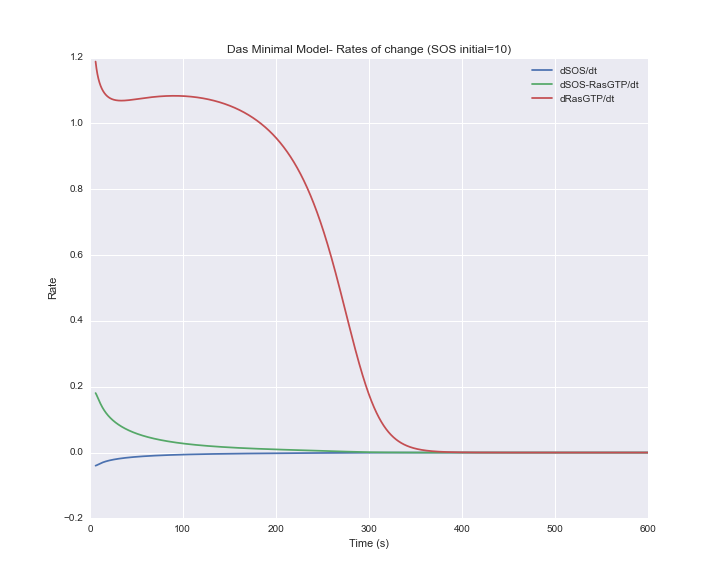 Das Minimal Model- Rates of change (SOS initial=10)
1.2
1.0
0.8
0.6
0.4
0.2
0.0
−0.2
Rate
dSOS/dt
dSOS-RasGTP/dt
dRasGTP/dt
0 100 200 300 400 500 600
Time (s)